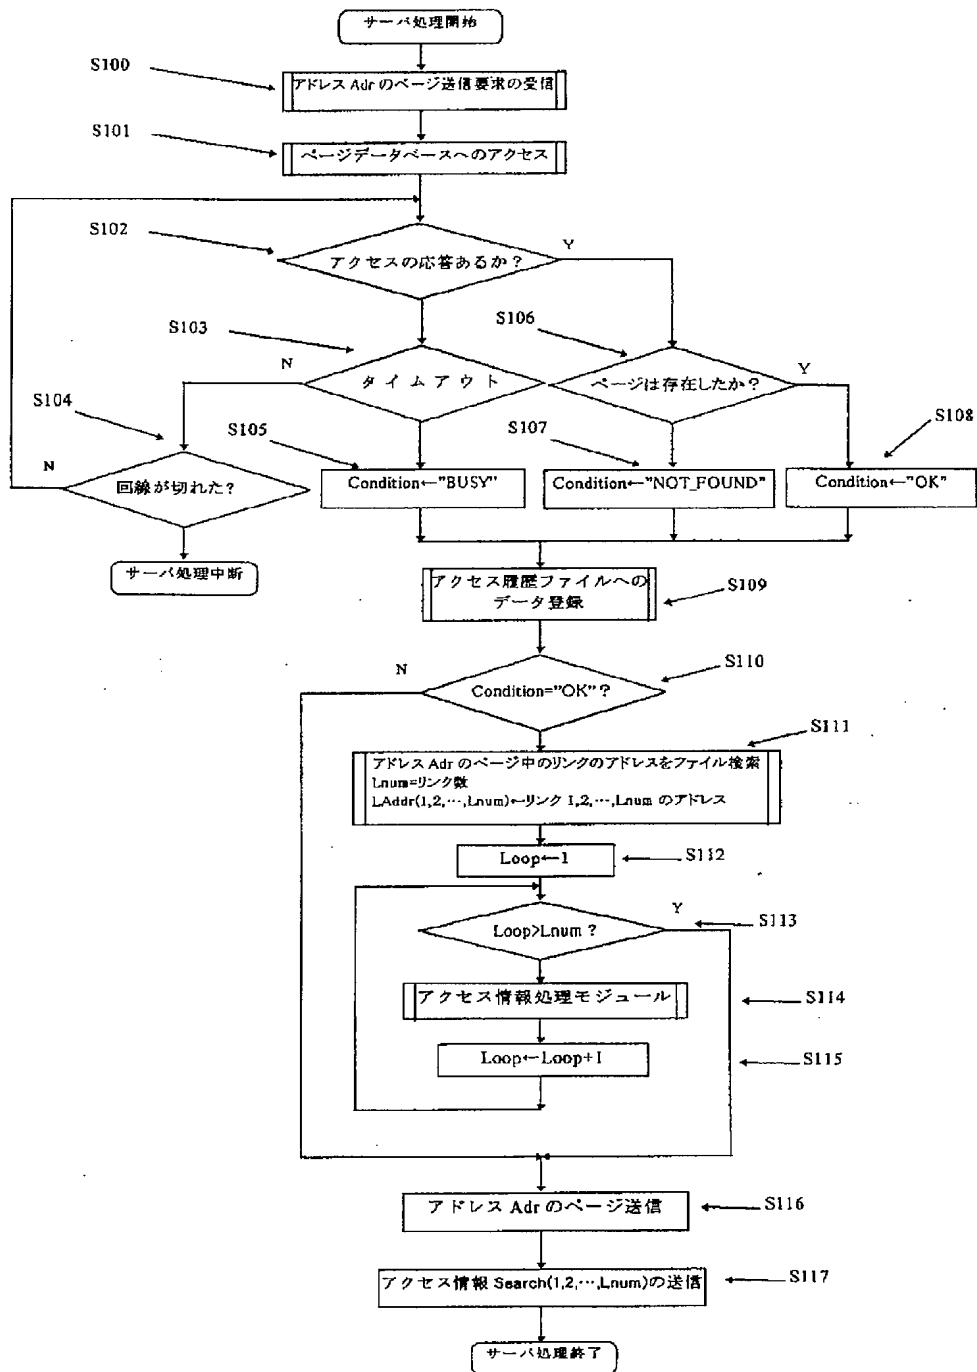 サーバ処理開始
S100
アドレス Adr のページ送信要求の受信
S101
ページデータベースへのアクセス
S102
アクセスの応答あるか?
Y
S103
N
タイムアウト
S106
ページは存在したか?
Y
S104
N
回線が切れた?
S105
Condition←"BUSY"
S107
Condition←"NOT_FOUND"
S108
Condition←"OK"
サーバ処理中断
アクセス履歴ファイルへの
データ登録
S109
N
S110
Condition="OK"?
S111
アドレス Adr のページ中のリンクのアドレスをファイル検索
Lnum=リンク数
LAddr(1,2,…,Lnum)←リンク 1,2,…,Lnum のアドレス
Loop←1
S112
Y
S113
Loop>Lnum?
アクセス情報処理モジュール
S114
Loop←Loop+1
S115
アドレス Adr のページ送信
S116
アクセス情報 Search(1,2,…,Lnum)の送信
S117
サーバ処理終了